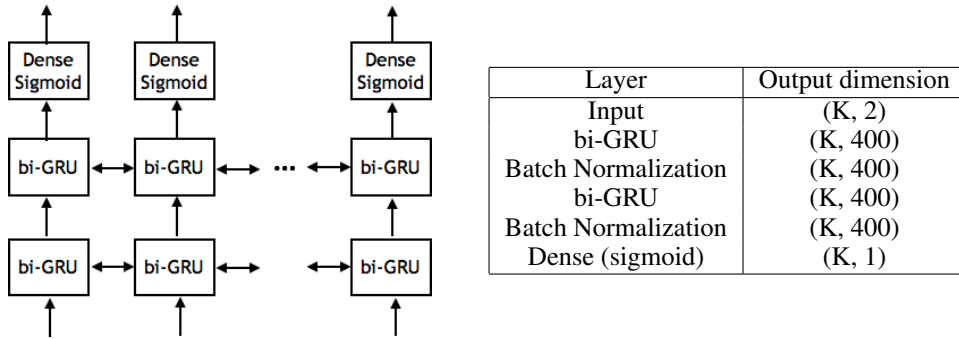 Dense Sigmoid
Dense Sigmoid
Dense Sigmoid
bi-GRU
bi-GRU
...
bi-GRU
bi-GRU
bi-GRU
bi-GRU
Layer Output dimension
Input (K, 2)
bi-GRU (K, 400)
Batch Normalization (K, 400)
bi-GRU (K, 400)
Batch Normalization (K, 400)
Dense (sigmoid) (K, 1)